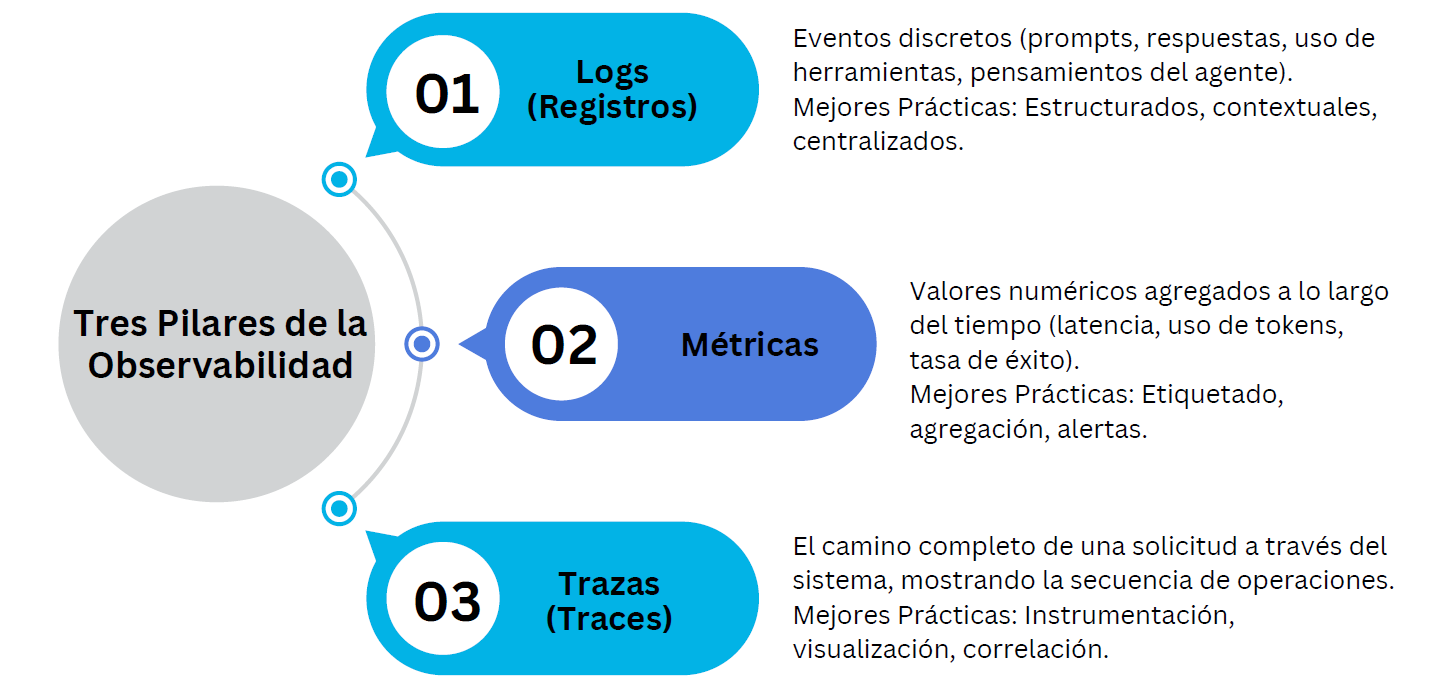 Tres Pilares de la
Observabilidad
01
Logs
(Registros)
Eventos discretos (prompts, respuestas, uso de
herramientas, pensamientos del agente).
Mejores Prácticas: Estructurados, contextuales,
centralizados.
02
Métricas
Valores numéricos agregados a lo largo
del tiempo (latencia, uso de tokens,
tasa de éxito).
Mejores Prácticas: Etiquetado,
agregación, alertas.
03
Trazas
(Traces)
El camino completo de una solicitud a través del
sistema, mostrando la secuencia de operaciones.
Mejores Prácticas: Instrumentación,
visualización, correlación.